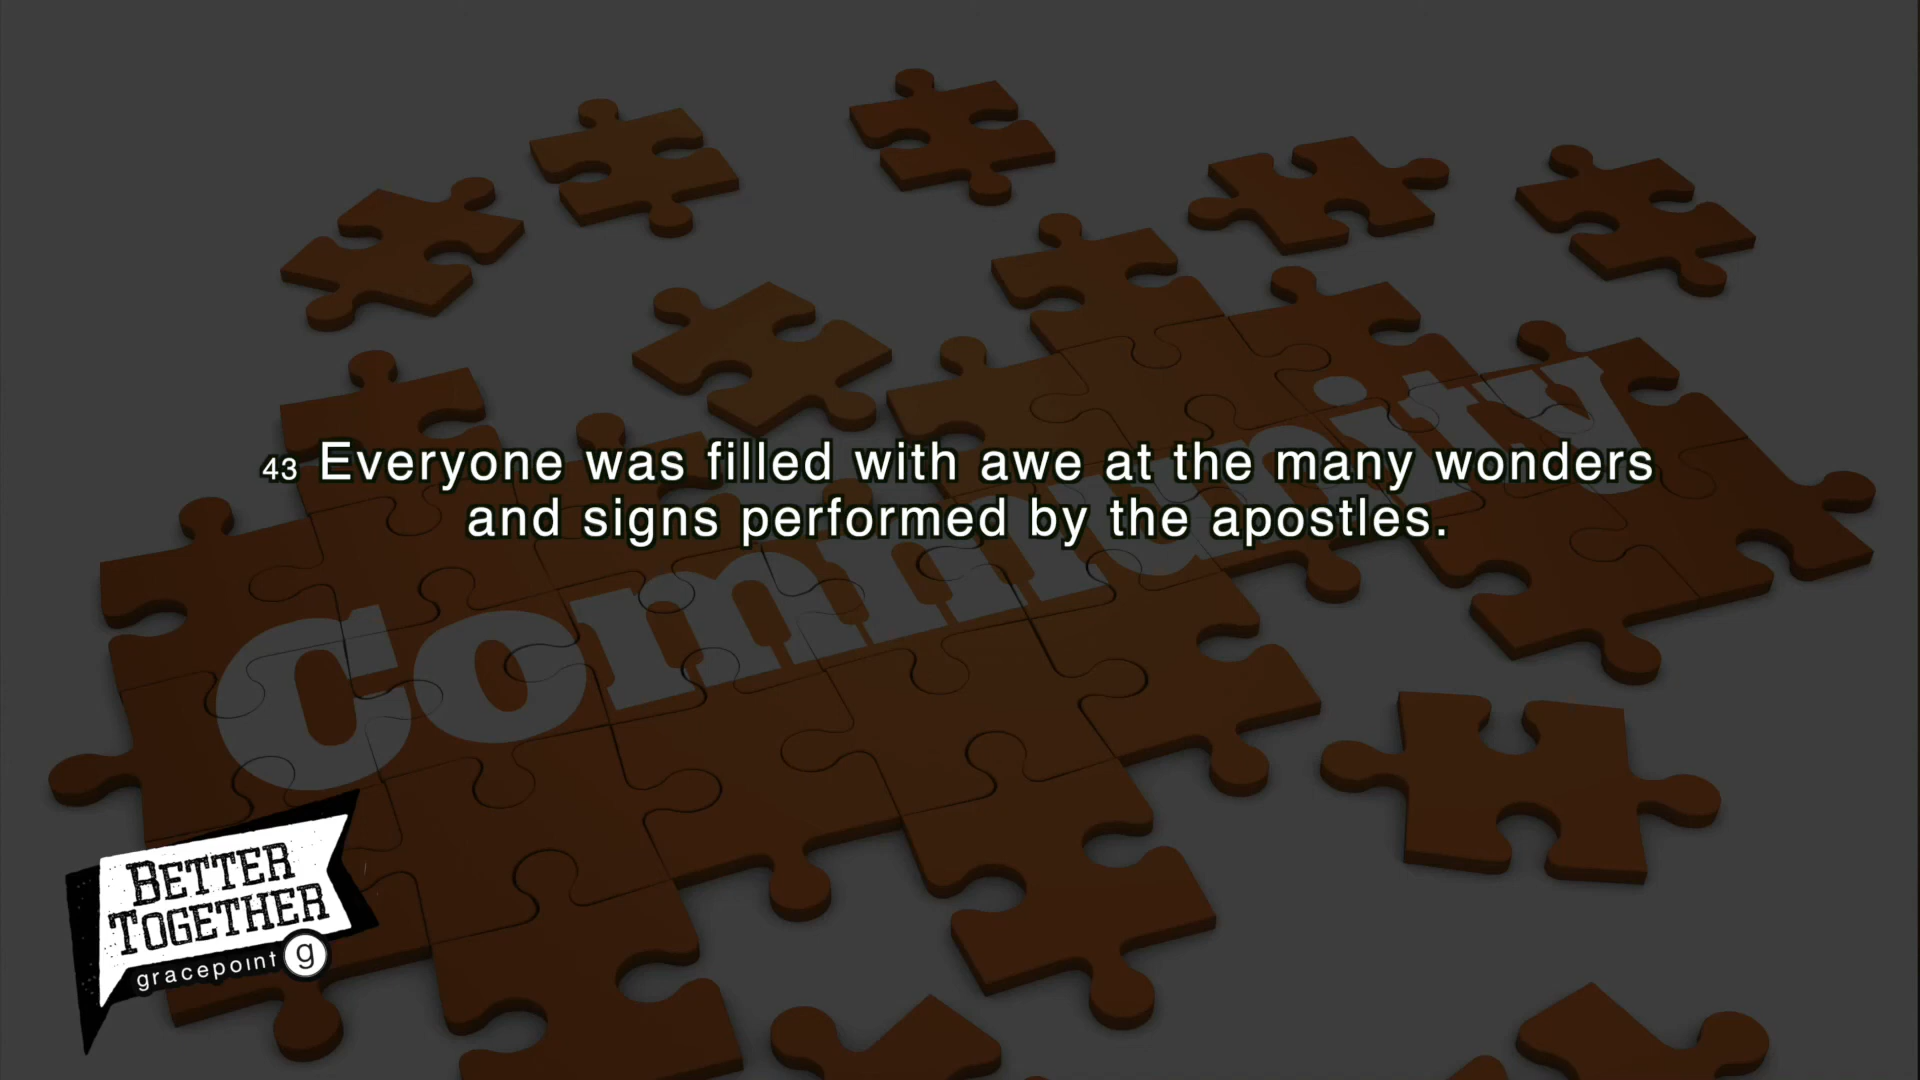 43 Everyone was filled with awe at the many wonders
and signs performed by the apostles.
Community
BETTER
TOGETHER
gracepoint g